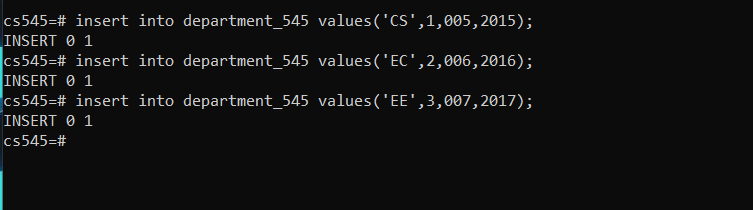 cs545=# insert into department_545 values('CS',1,005,2015);
INSERT 0 1
cs545=# insert into department_545 values('EC',2,006,2016);
INSERT 0 1
cs545=# insert into department_545 values('EE',3,007,2017);
INSERT 0 1
cs545=#